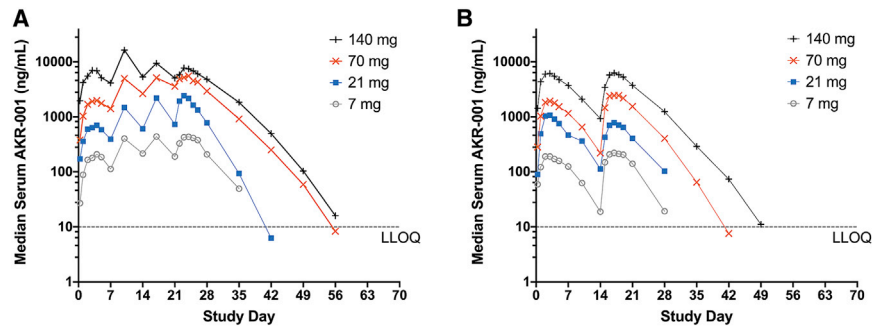 A
Median Serum AKR-001 (ng/mL)
10000
1000
100
10
1
140 mg
70 mg
21 mg
7 mg
LLOQ
0 7 14 21 28 35 42 49 56 63 70
Study Day
B
Median Serum AKR-001 (ng/mL)
10000
1000
100
10
1
140 mg
70 mg
21 mg
7 mg
LLOQ
0 7 14 21 28 35 42 49 56 63 70
Study Day